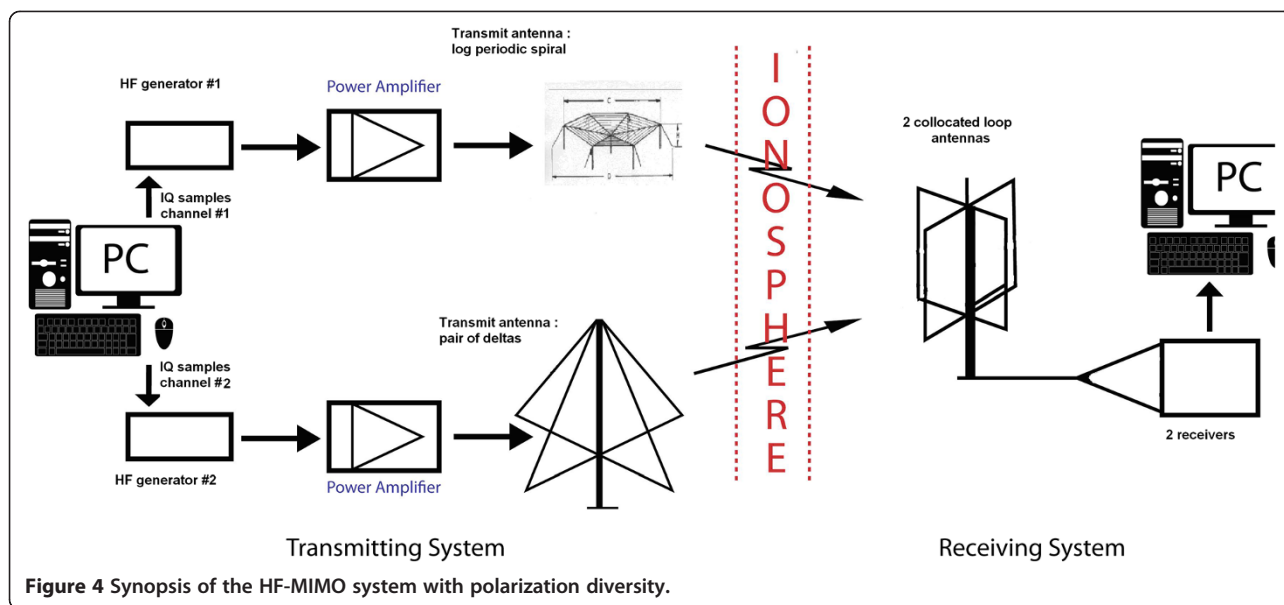 Transmit antenna :
log periodic spiral
HF generator #1
Power Amplifier
C
H
D
IQ samples
channel #1
PC
IQ samples
channel #2
HF generator #2
Power Amplifier
Transmit antenna :
pair of deltas
IONOSPHERE
2 collocated loop
antennas
PC
2 receivers
Transmitting System
Receiving System
Figure 4 Synopsis of the HF-MIMO system with polarization diversity.